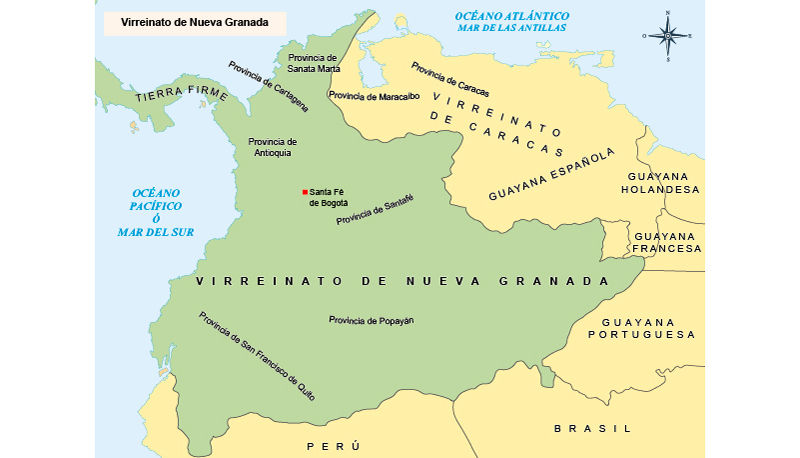 Virreinato de Nueva Granada
OCÉANO ATLÁNTICO
MAR DE LAS ANTILLAS
N
O
E
S
Provincia de
Sanata Marta
Provincia de Cartagena
TIERRA FIRME
Provincia de Maracaibo
Provincia de Caracas
VIRREINATO
DE CARACAS
Provincia de
Antioquia
GUAYANA ESPAÑOLA
GUAYANA
HOLANDESA
OCÉANO
PACÍFICO
Ó
MAR DEL SUR
Santa Fé
de Bogotá
Provincia de Santafé
GUAYANA
FRANCESA
VIRREINATO DE NUEVA GRANADA
Provincia de San Francisco de Quito
Provincia de Popayán
GUAYANA
PORTUGUESA
BRASIL
PERÚ